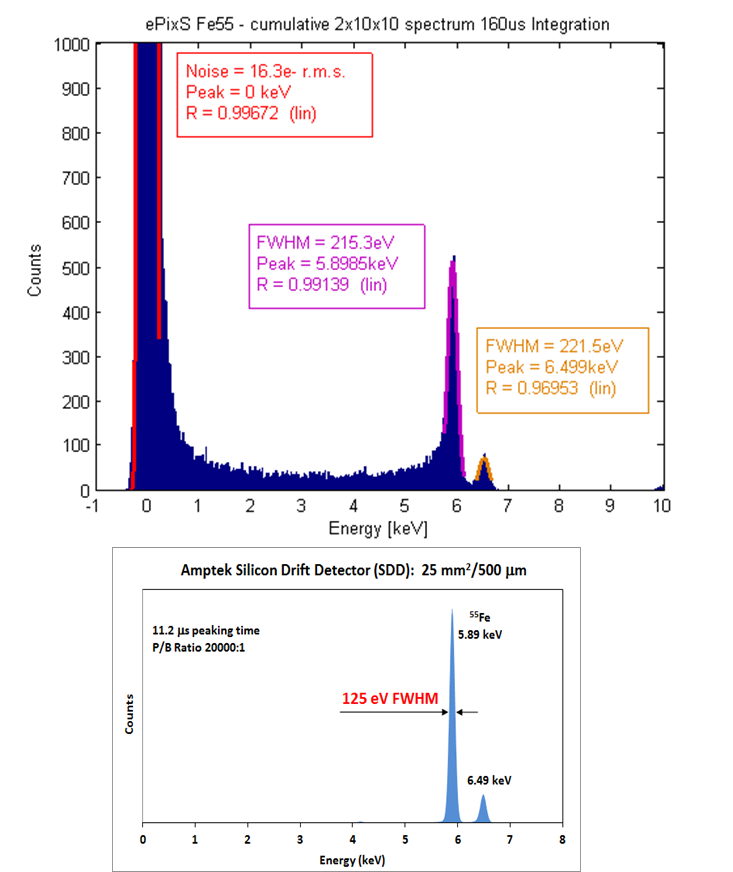 ePixS Fe55 - cumulative 2x10x10 spectrum 160us Integration
1000
900
800
700
600
500
400
300
200
100
0
Counts
Noise = 16.3e- r.m.s.
Peak = 0 keV
R = 0.99672 (lin)
FWHM = 215.3eV
Peak = 5.8985keV
R = 0.99139 (lin)
FWHM = 221.5eV
Peak = 6.499keV
R = 0.96953 (lin)
-1 0 1 2 3 4 5 6 7 8 9 10
Energy [keV]
Amptek Silicon Drift Detector (SDD): 25 mm²/500 μm
11.2 μs peaking time
P/B Ratio 20000:1
⁵⁵Fe
5.89 keV
125 eV FWHM
Counts
6.49 keV
0 1 2 3 4 5 6 7 8
Energy (keV)